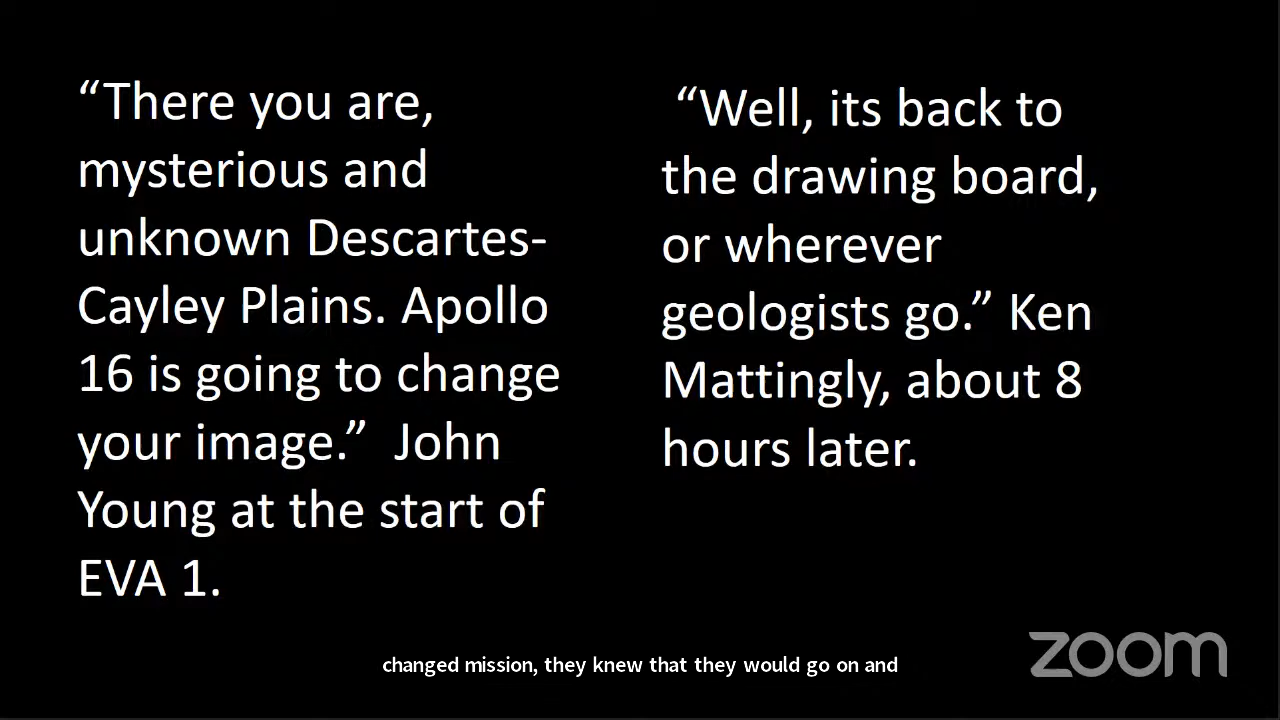 “There you are,
mysterious and
unknown Descartes-
Cayley Plains. Apollo
16 is going to change
your image.”  John
Young at the start of
EVA 1.
“Well, its back to
the drawing board,
or wherever
geologists go.” Ken
Mattingly, about 8
hours later.
changed mission, they knew that they would go on and
zoom